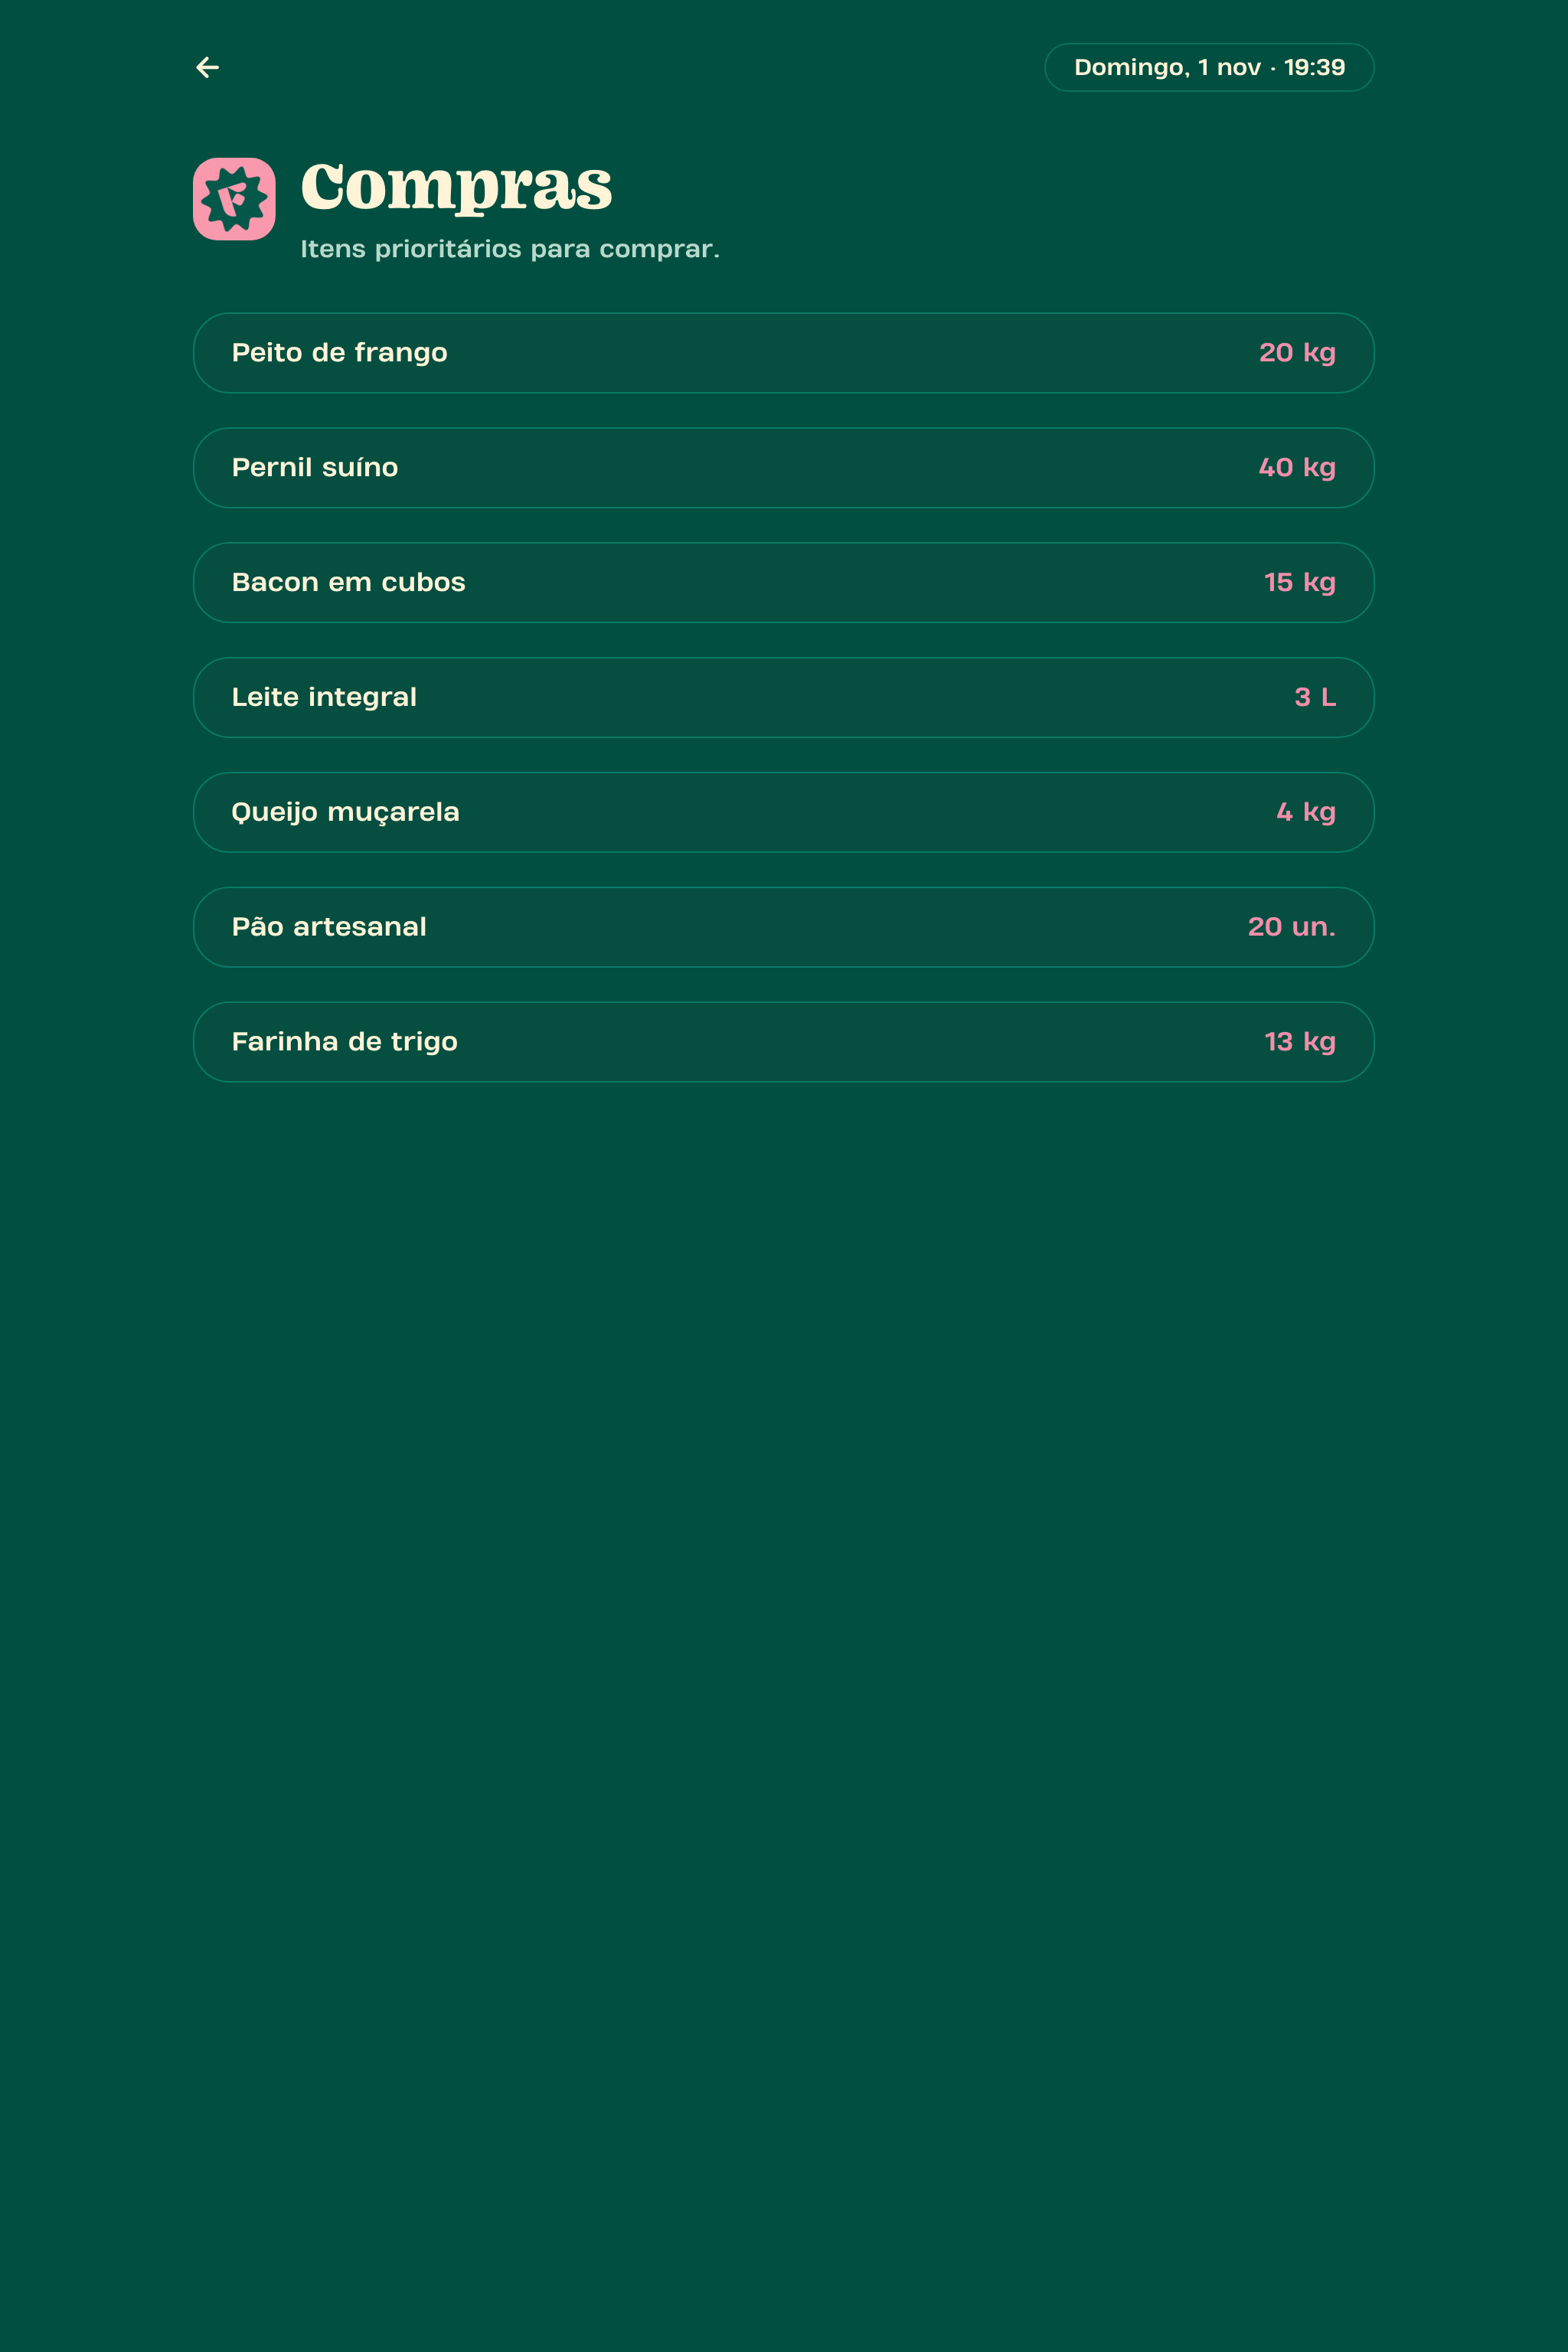 Domingo, 1 nov · 19:39
Compras
Itens prioritários para comprar.
Peito de frango 20 kg
Pernil suíno 40 kg
Bacon em cubos 15 kg
Leite integral 3 L
Queijo muçarela 4 kg
Pão artesanal 20 un.
Farinha de trigo 13 kg